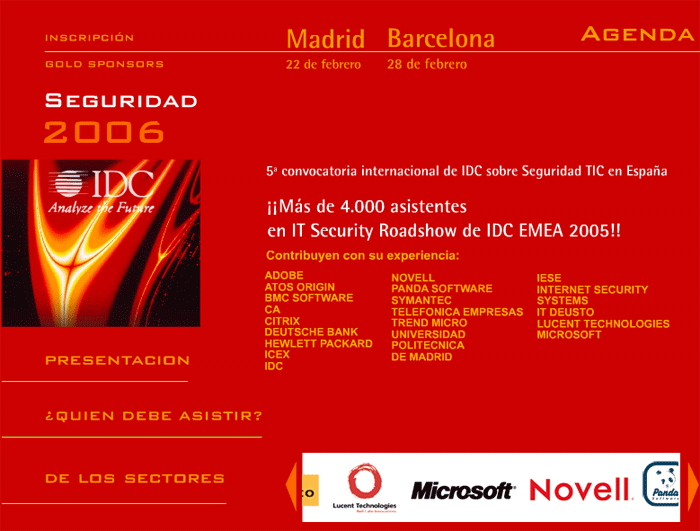 INSCRIPCIÓN
GOLD SPONSORS
Madrid
22 de febrero
Barcelona
28 de febrero
AGENDA
SEGURIDAD
2006
IDC
Analyze the Future
5ª convocatoria internacional de IDC sobre Seguridad TIC en España
¡¡Más de 4.000 asistentes
en IT Security Roadshow de IDC EMEA 2005!!
Contribuyen con su experiencia:
ADOBE
ATOS ORIGIN
BMC SOFTWARE
CA
CITRIX
DEUTSCHE BANK
HEWLETT PACKARD
ICEX
IDC
NOVELL
PANDA SOFTWARE
SYMANTEC
TELEFONICA EMPRESAS
TREND MICRO
UNIVERSIDAD
POLITECNICA
DE MADRID
IESE
INTERNET SECURITY
SYSTEMS
IT DEUSTO
LUCENT TECHNOLOGIES
MICROSOFT
PRESENTACION
¿QUIEN DEBE ASISTIR?
DE LOS SECTORES
co
Lucent Technologies
Bell Labs Innovations
Microsoft®
Novell®
Panda
Software